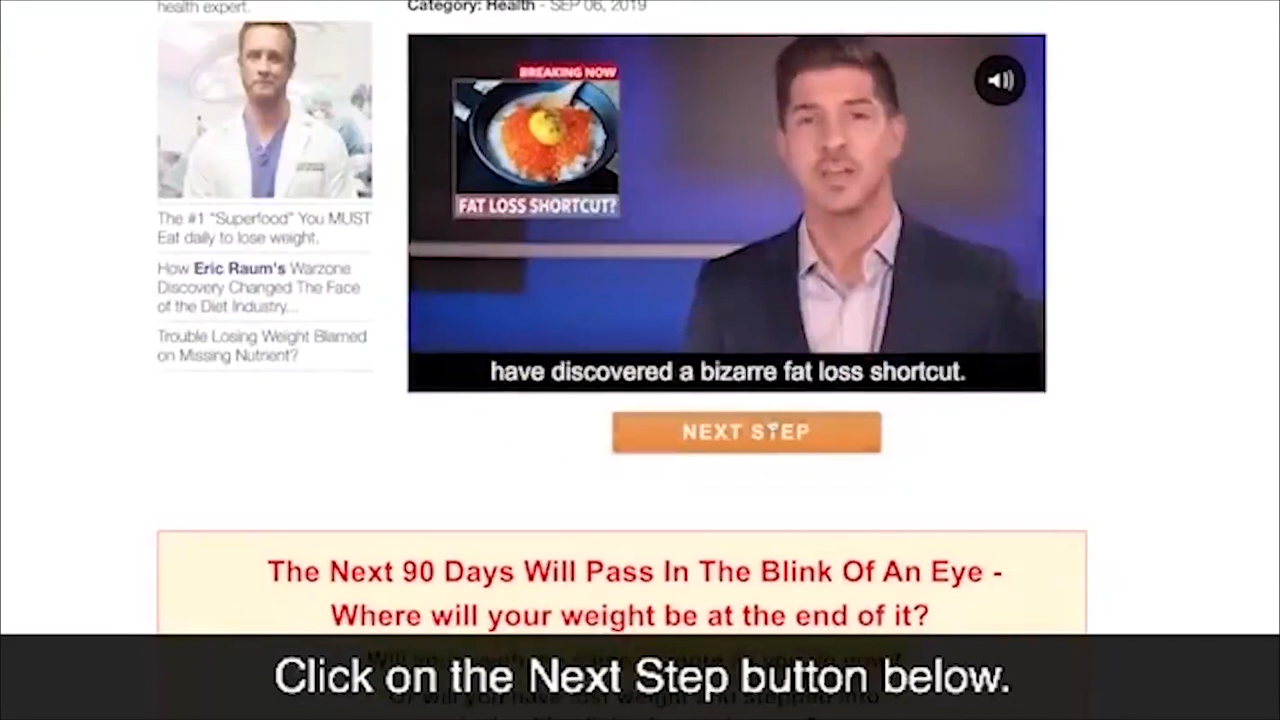 health expert.
The #1 "Superfood" You MUST
Eat daily to lose weight.
How Eric Raum's Warzone
Discovery Changed The Face
of the Diet Industry...
Trouble Losing Weight Blamed
on Missing Nutrient?
Category: Health - SEP 06, 2019
BREAKING NOW
FAT LOSS SHORTCUT?
have discovered a bizarre fat loss shortcut.
NEXT STEP
The Next 90 Days Will Pass In The Blink Of An Eye -
Where will your weight be at the end of it?
Click on the Next Step button below.